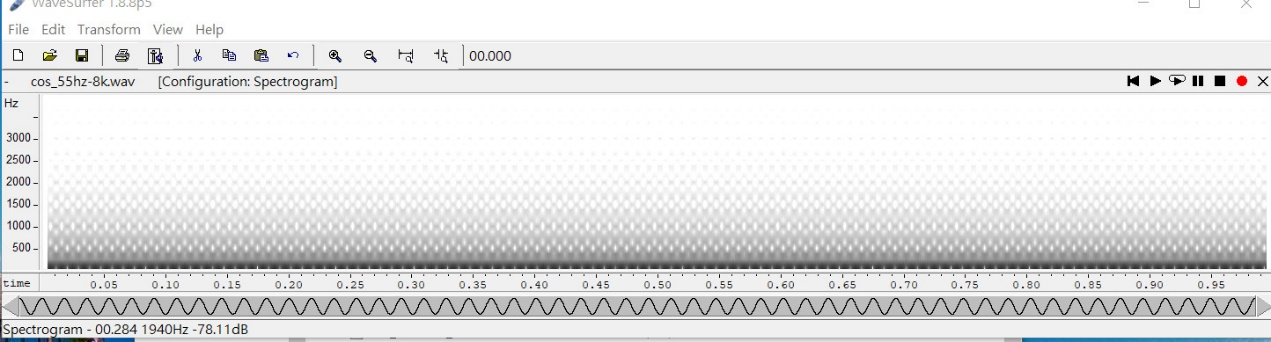 WaveSurfer 1.8.8p5
File Edit Transform View Help
00.000
- cos_55hz-8k.wav [Configuration: Spectrogram]
Hz
3000
2500
2000
1500
1000
500
time 0.05 0.10 0.15 0.20 0.25 0.30 0.35 0.40 0.45 0.50 0.55 0.60 0.65 0.70 0.75 0.80 0.85 0.90 0.95
Spectrogram - 00.284 1940Hz -78.11dB